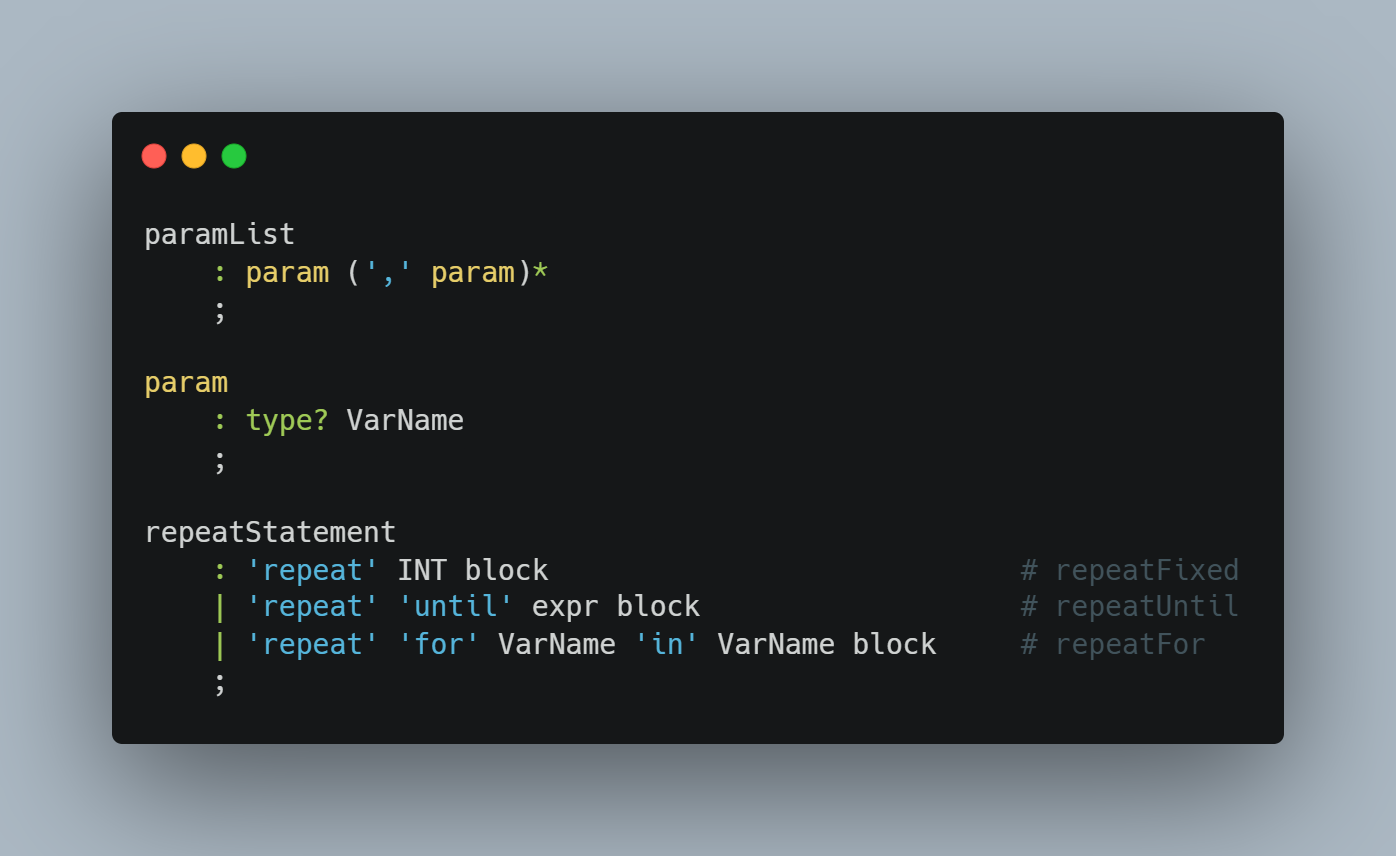 paramList
    : param (',' param)*
    ;
param
    : type? VarName
    ;
repeatStatement
    : 'repeat' INT block                            # repeatFixed
    | 'repeat' 'until' expr block                   # repeatUntil
    | 'repeat' 'for' VarName 'in' VarName block     # repeatFor
    ;